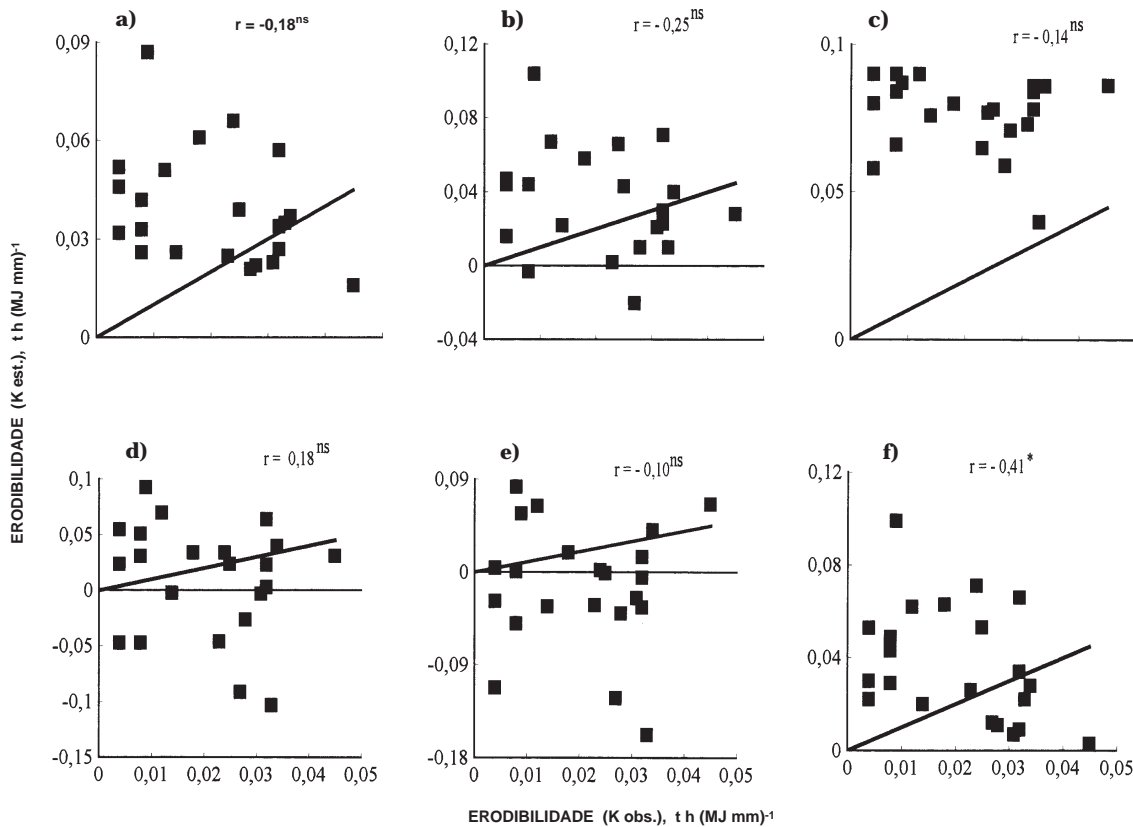 a)
r = -0,18ns
b)
r = - 0,25ns
c)
r = - 0,14ns
0,09
0,06
0,03
0
0,12
0,08
0,04
0
-0,04
0,1
0,05
0
ERODIBILIDADE (K est.), t h (MJ mm)-1
d)
r = 0,18ns
e)
r = - 0,10ns
f)
r = - 0,41*
0,1
0,05
0
-0,05
-0,1
-0,15
0 0,01 0,02 0,03 0,04 0,05
0,09
0
-0,09
-0,18
0 0,01 0,02 0,03 0,04 0,05
0,12
0,08
0,04
0
0 0,01 0,02 0,03 0,04 0,05
ERODIBILIDADE (K obs.), t h (MJ mm)-1